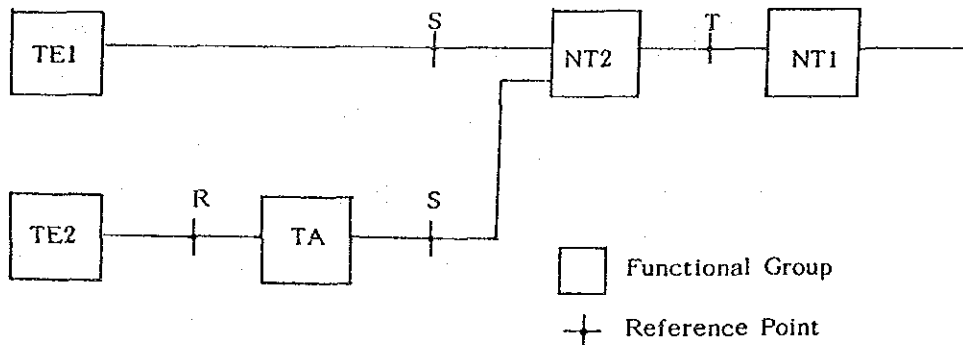 S
T
TE1
NT2
NT1
R
S
TE2
TA
Functional Group
Reference Point